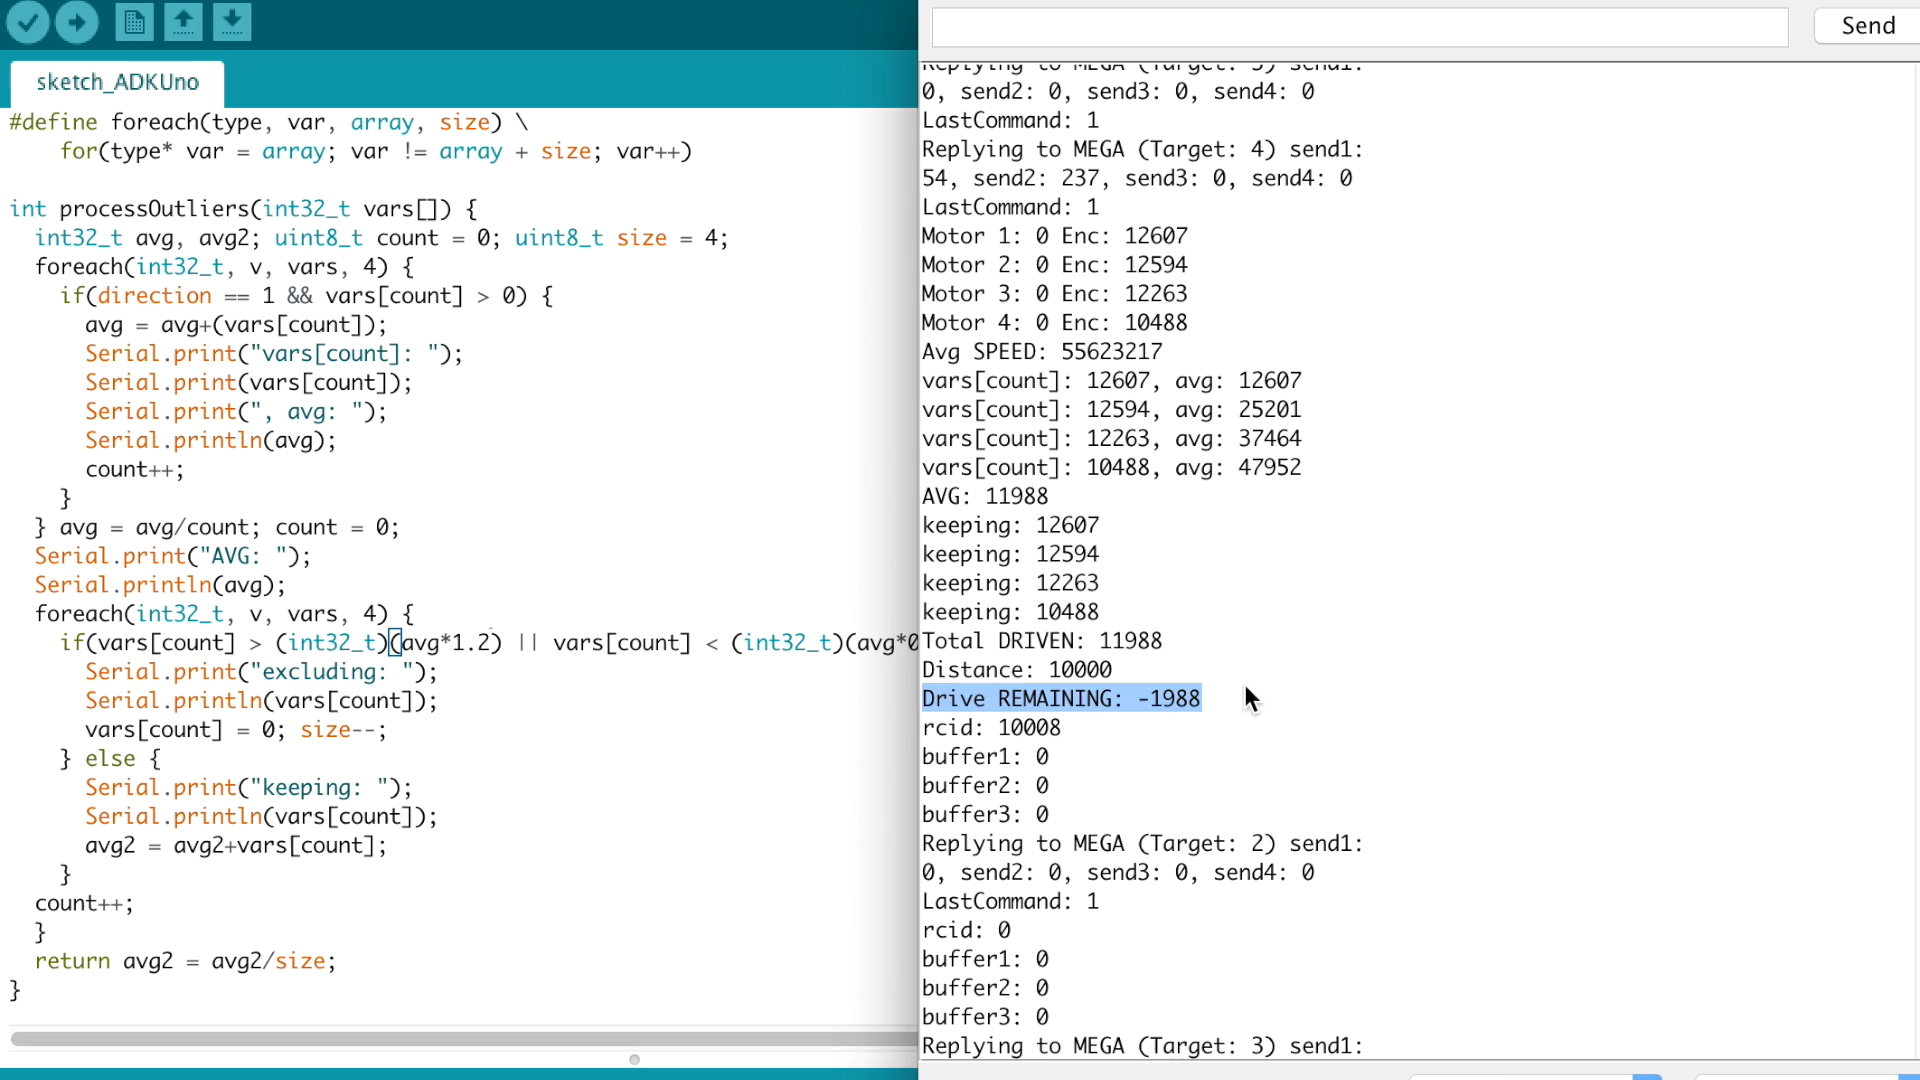 sketch_ADKUno
#define foreach(type, var, array, size) \
for(type* var = array; var != array + size; var++)
int processOutliers(int32_t vars[]) {
int32_t avg, avg2; uint8_t count = 0; uint8_t size = 4;
foreach(int32_t, v, vars, 4) {
if(direction == 1 && vars[count] > 0) {
avg = avg+(vars[count]);
Serial.print("vars[count]: ");
Serial.print(vars[count]);
Serial.print(", avg: ");
Serial.println(avg);
count++;
}
} avg = avg/count; count = 0;
Serial.print("AVG: ");
Serial.println(avg);
foreach(int32_t, v, vars, 4) {
if(vars[count] > (int32_t)(avg*1.2) || vars[count] < (int32_t)(avg*0
Serial.print("excluding: ");
Serial.println(vars[count]);
vars[count] = 0; size--;
} else {
Serial.print("keeping: ");
Serial.println(vars[count]);
avg2 = avg2+vars[count];
}
count++;
}
return avg2 = avg2/size;
}
Send
Replying to MEGA (Target: 3) send1:
0, send2: 0, send3: 0, send4: 0
LastCommand: 1
Replying to MEGA (Target: 4) send1:
54, send2: 237, send3: 0, send4: 0
LastCommand: 1
Motor 1: 0 Enc: 12607
Motor 2: 0 Enc: 12594
Motor 3: 0 Enc: 12263
Motor 4: 0 Enc: 10488
Avg SPEED: 55623217
vars[count]: 12607, avg: 12607
vars[count]: 12594, avg: 25201
vars[count]: 12263, avg: 37464
vars[count]: 10488, avg: 47952
AVG: 11988
keeping: 12607
keeping: 12594
keeping: 12263
keeping: 10488
Total DRIVEN: 11988
Distance: 10000
Drive REMAINING: -1988
rcid: 10008
buffer1: 0
buffer2: 0
buffer3: 0
Replying to MEGA (Target: 2) send1:
0, send2: 0, send3: 0, send4: 0
LastCommand: 1
rcid: 0
buffer1: 0
buffer2: 0
buffer3: 0
Replying to MEGA (Target: 3) send1: